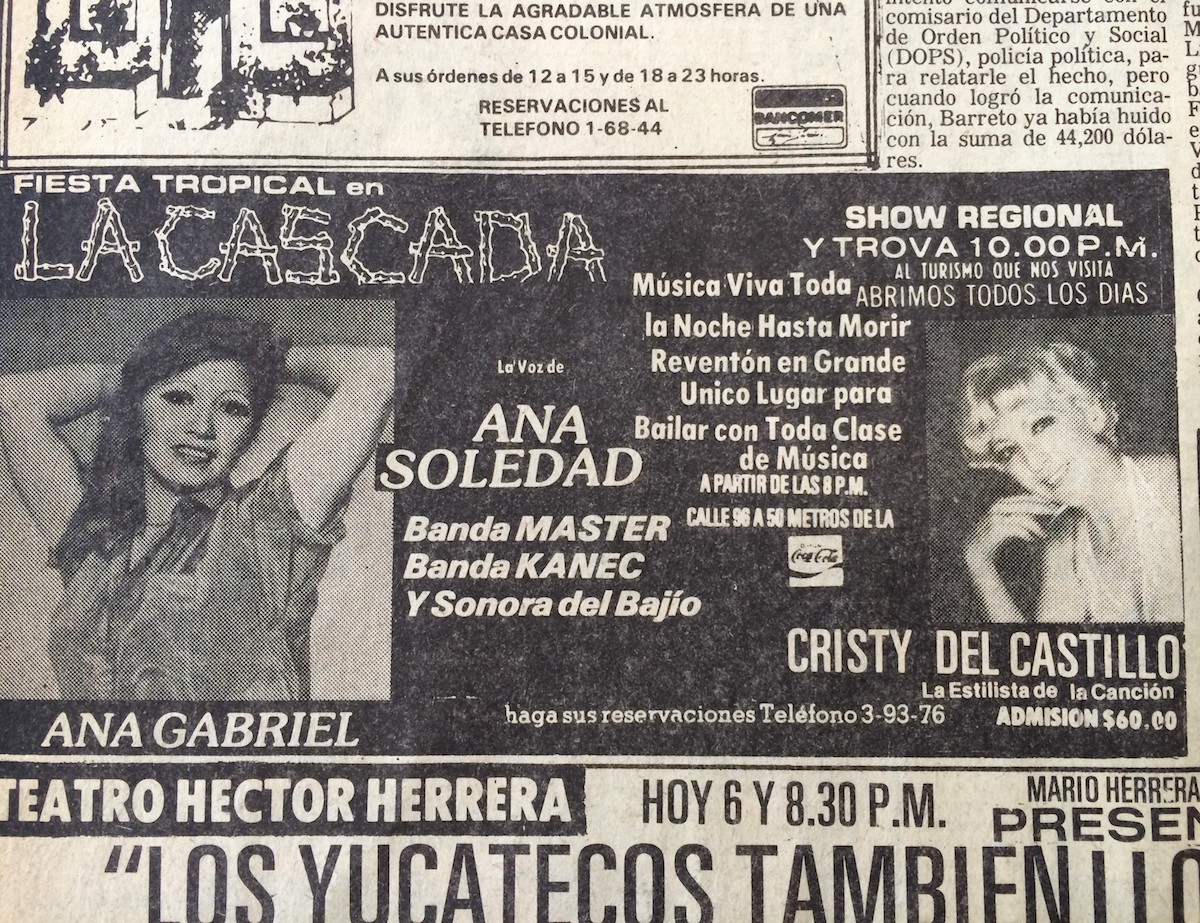 DISFRUTE LA AGRADABLE ATMOSFERA DE UNA
AUTENTICA CASA COLONIAL.
A sus órdenes de 12 a 15 y de 18 a 23 horas.
RESERVACIONES AL
TELEFONO 1-68-44
BANCOMER
comisario del Departamento
de Orden Político y Social
(DOPS), policía política, pa-
ra relatarle el hecho, pero
cuando logró la comunica-
ción, Barreto ya había huido
con la suma de 44,200 dóla-
res.
FIESTA TROPICAL en
LA CASCADA
SHOW REGIONAL
Y TROVA 10.00 P.M.
AL TURISMO QUE NOS VISITA
ABRIMOS TODOS LOS DIAS
Música Viva Toda
la Noche Hasta Morir
Reventón en Grande
Unico Lugar para
Bailar con Toda Clase
de Música
A PARTIR DE LAS 8 P.M.
CALLE 96 A 50 METROS DE LA
Coca-Cola
La Voz de
ANA
SOLEDAD
Banda MASTER
Banda KANEC
Y Sonora del Bajío
ANA GABRIEL
CRISTY DEL CASTILLO
La Estilista de la Canción
haga sus reservaciones Teléfono 3-93-76
ADMISION $60.00
TEATRO HECTOR HERRERA
HOY 6 Y 8.30 P.M.
MARIO HERRERA
PRESEN
"LOS YUCATECOS TAMBIEN LLO